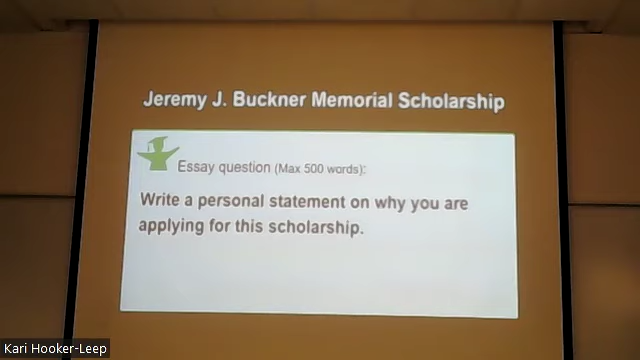 Jeremy J. Buckner Memorial Scholarship
Essay question (Max 500 words):
Write a personal statement on why you are
applying for this scholarship.
Kari Hooker-Leep